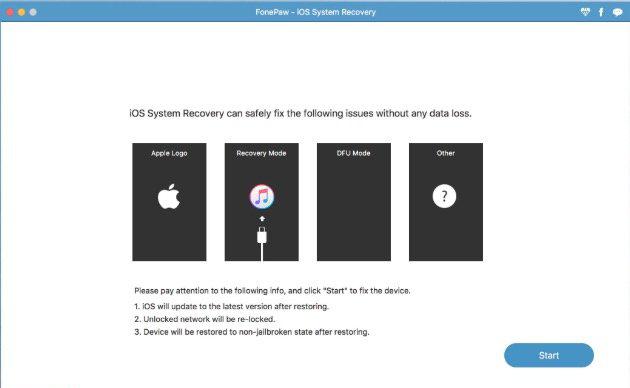 FonePaw - iOS System Recovery
iOS System Recovery can safely fix the following issues without any data loss.
Apple Logo
Recovery Mode
DFU Mode
Other
?
Please pay attention to the following info, and click "Start" to fix the device.
1. iOS will update to the latest version after restoring.
2. Unlocked network will be re-locked.
3. Device will be restored to non-jailbroken state after restoring.
Start